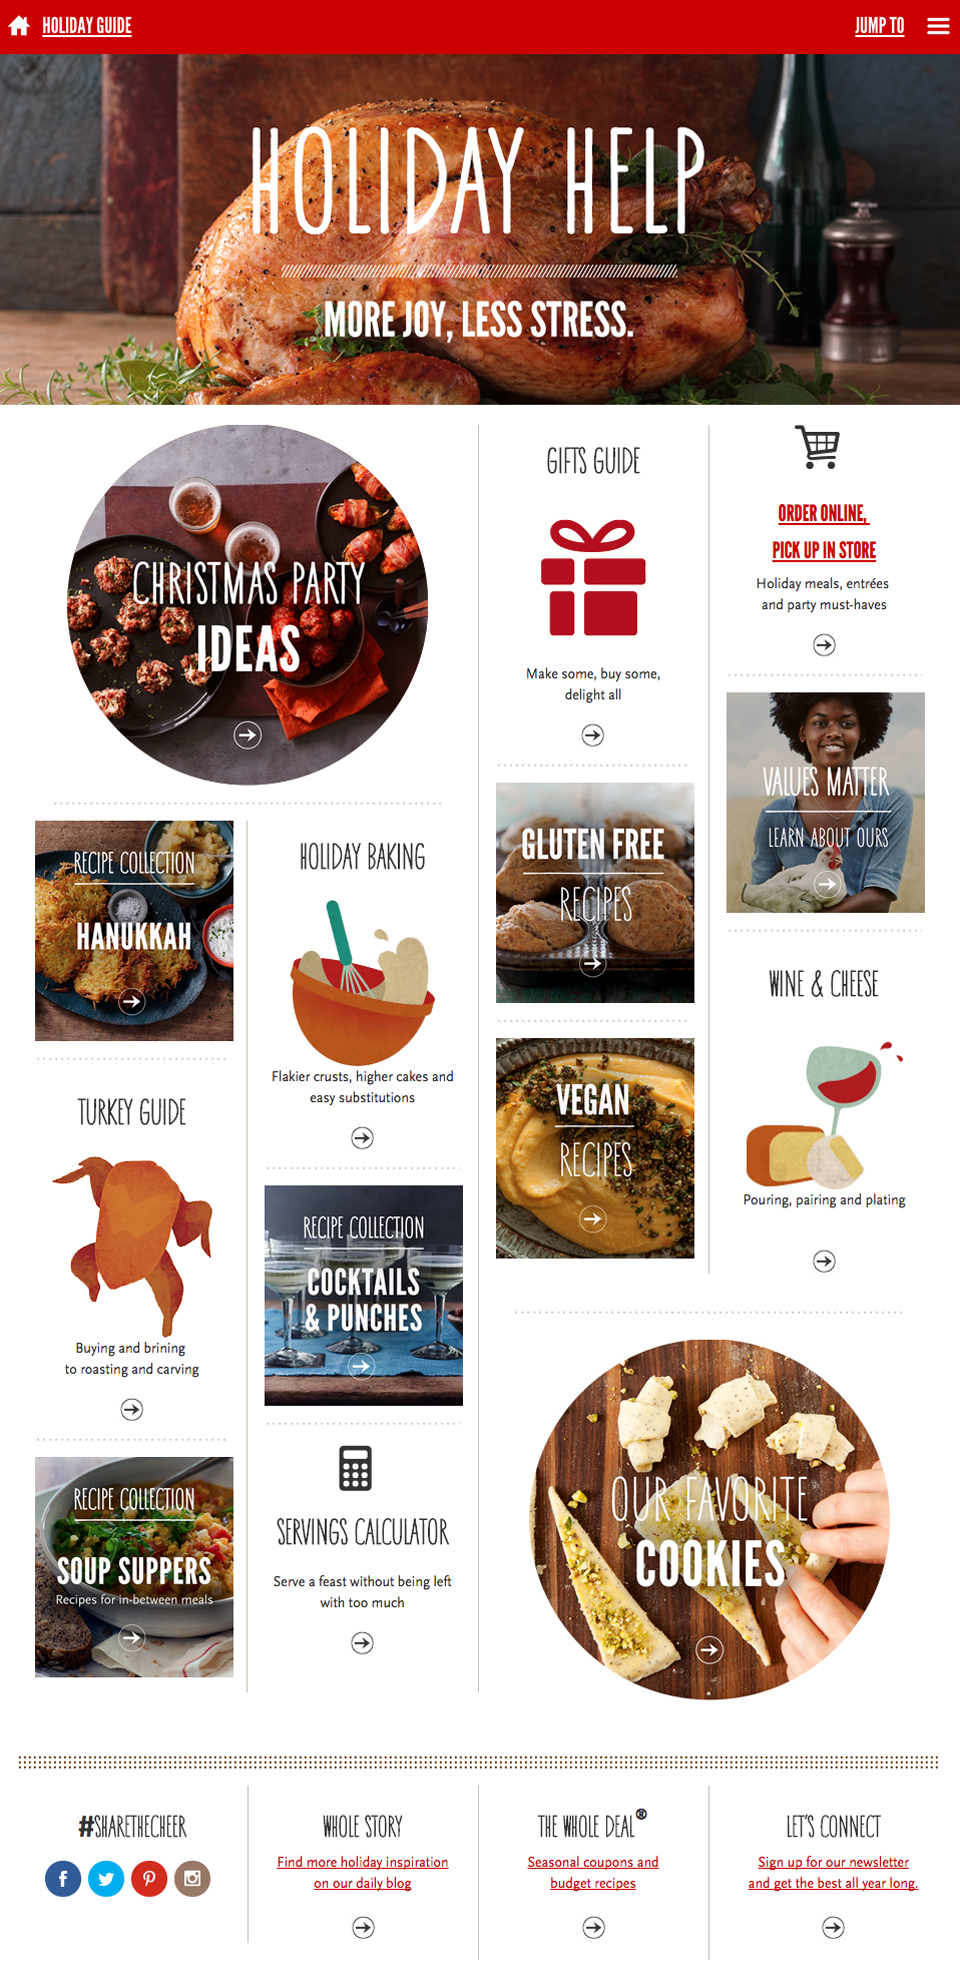 HOLIDAY GUIDE
JUMP TO
HOLIDAY HELP
MORE JOY, LESS STRESS.
CHRISTMAS PARTY
IDEAS
RECIPE COLLECTION
HANUKKAH
TURKEY GUIDE
Buying and brining
to roasting and carving
RECIPE COLLECTION
SOUP SUPPERS
Recipes for in-between meals
HOLIDAY BAKING
Flakier crusts, higher cakes and
easy substitutions
RECIPE COLLECTION
COCKTAILS
& PUNCHES
SERVINGS CALCULATOR
Serve a feast without being left
with too much
GIFTS GUIDE
Make some, buy some,
delight all
GLUTEN FREE
RECIPES
VEGAN
RECIPES
ORDER ONLINE,
PICK UP IN STORE
Holiday meals, entrées
and party must-haves
VALUES MATTER
LEARN ABOUT OURS
WINE & CHEESE
Pouring, pairing and plating
OUR FAVORITE
COOKIES
#SHARETHECHEER
WHOLE STORY
Find more holiday inspiration
on our daily blog
THE WHOLE DEAL®
Seasonal coupons and
budget recipes
LET'S CONNECT
Sign up for our newsletter
and get the best all year long.